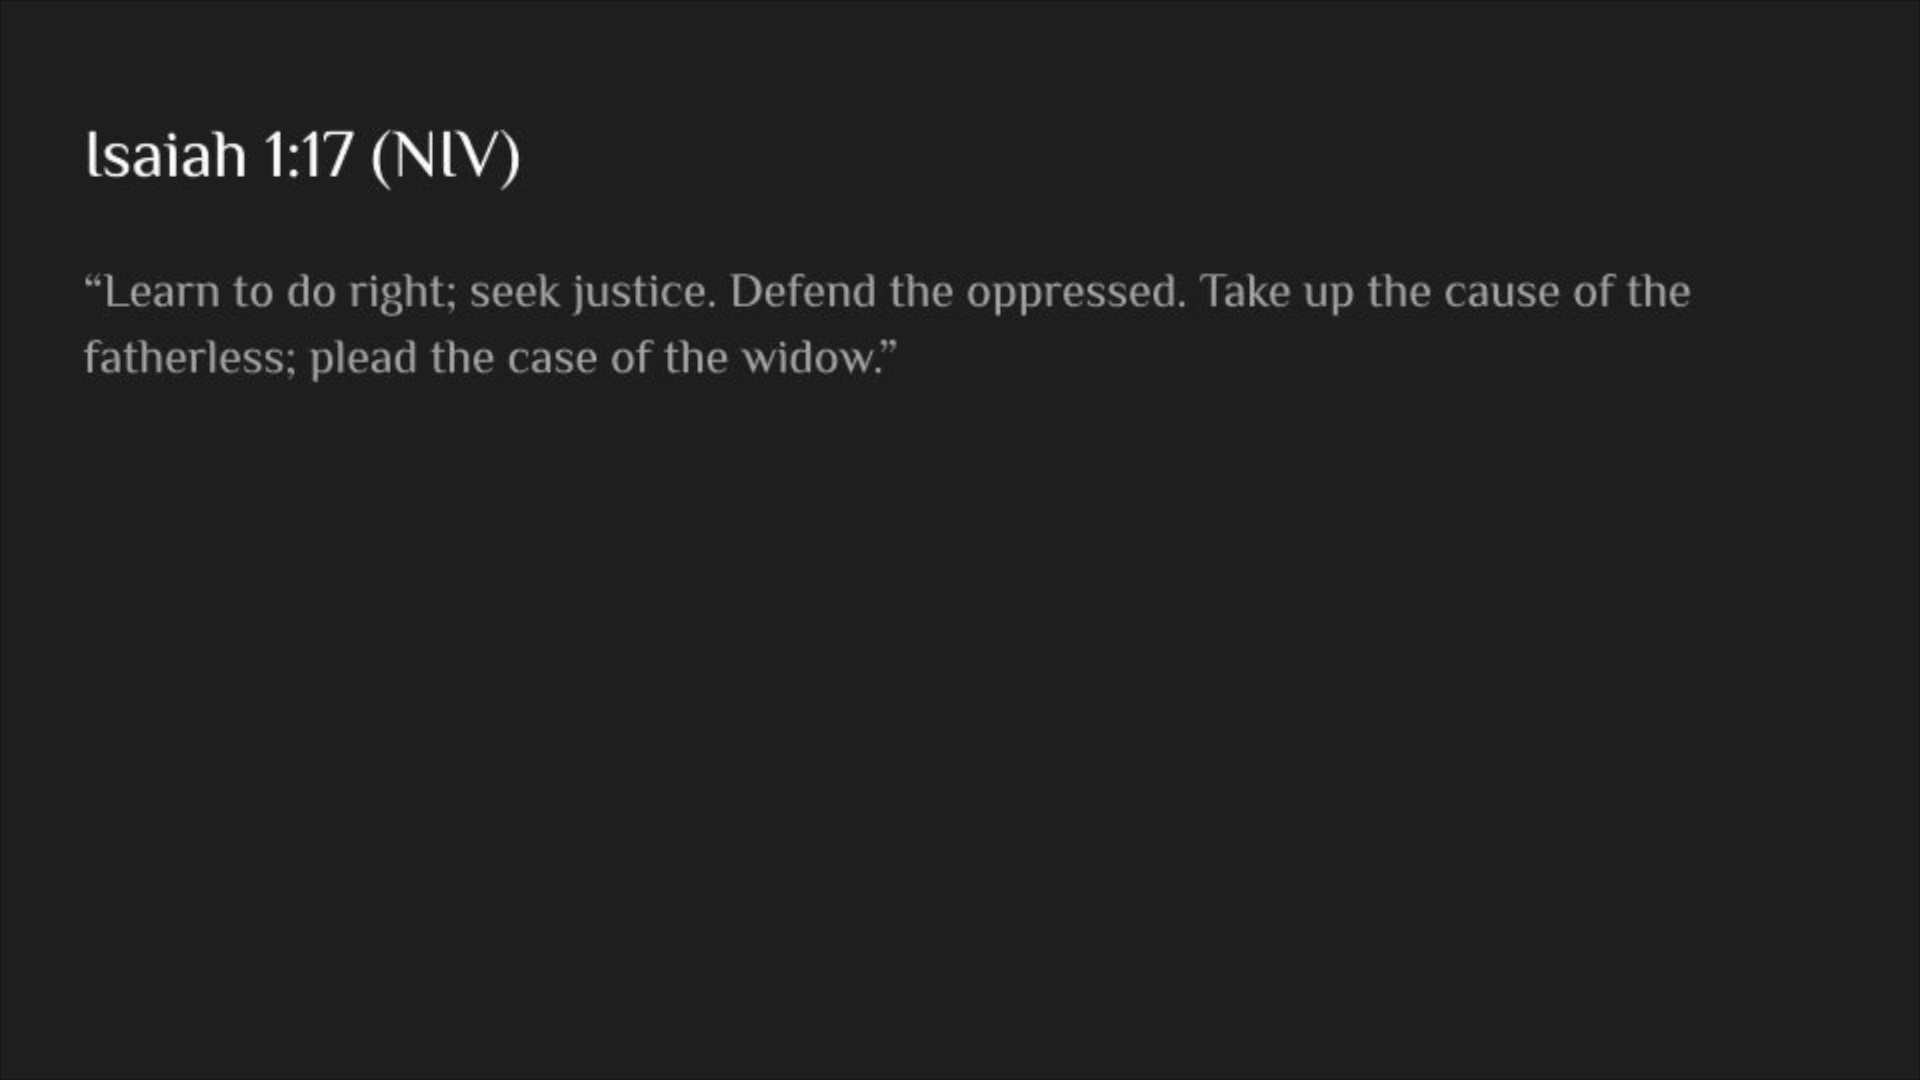 Isaiah 1:17 (NIV)
“Learn to do right; seek justice. Defend the oppressed. Take up the cause of the
fatherless; plead the case of the widow.”